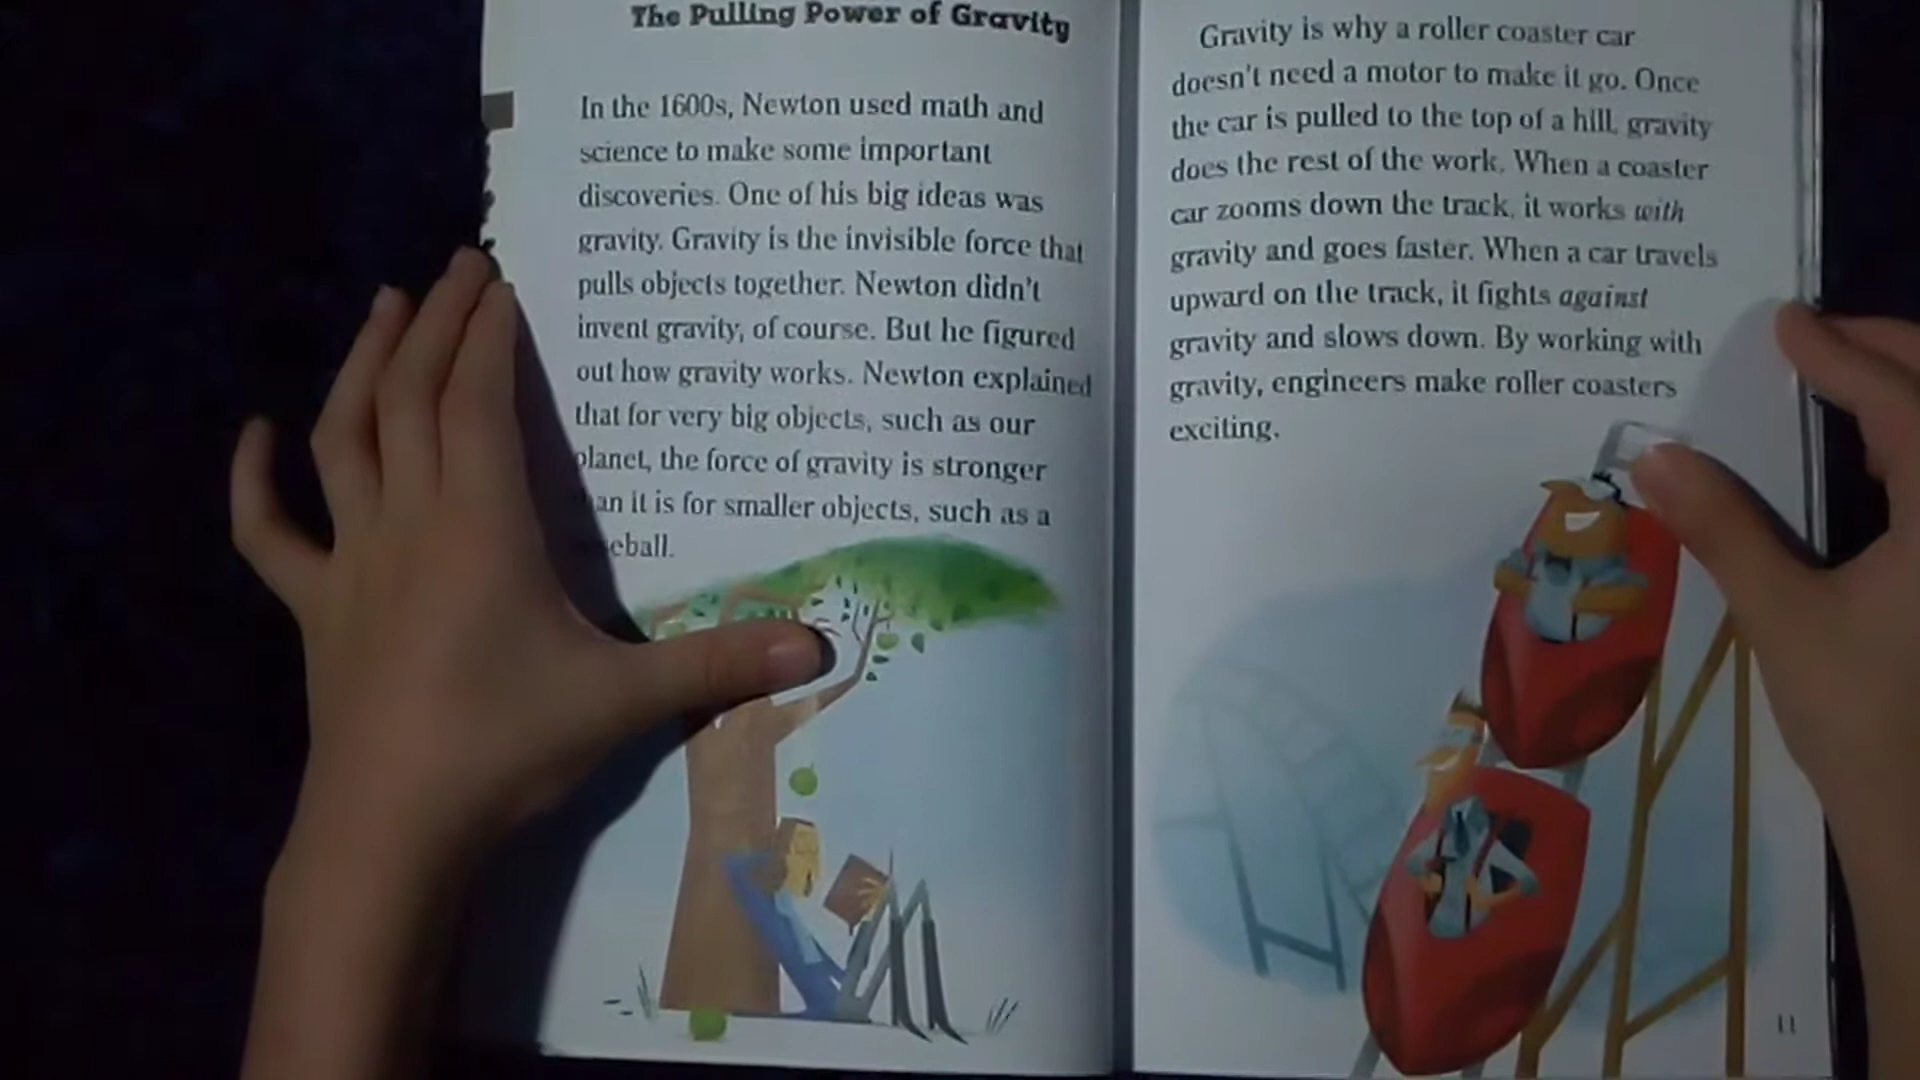 The Pulling Power of Gravity
In the 1600s, Newton used math and
science to make some important
discoveries. One of his big ideas was
gravity. Gravity is the invisible force that
pulls objects together. Newton didn't
invent gravity, of course. But he figured
out how gravity works. Newton explained
that for very big objects, such as our
planet, the force of gravity is stronger
an it is for smaller objects, such as a
eball.
Gravity is why a roller coaster car
doesn't need a motor to make it go. Once
the car is pulled to the top of a hill, gravity
does the rest of the work. When a coaster
car zooms down the track, it works with
gravity and goes faster. When a car travels
upward on the track, it fights against
gravity and slows down. By working with
gravity, engineers make roller coasters
exciting.
11